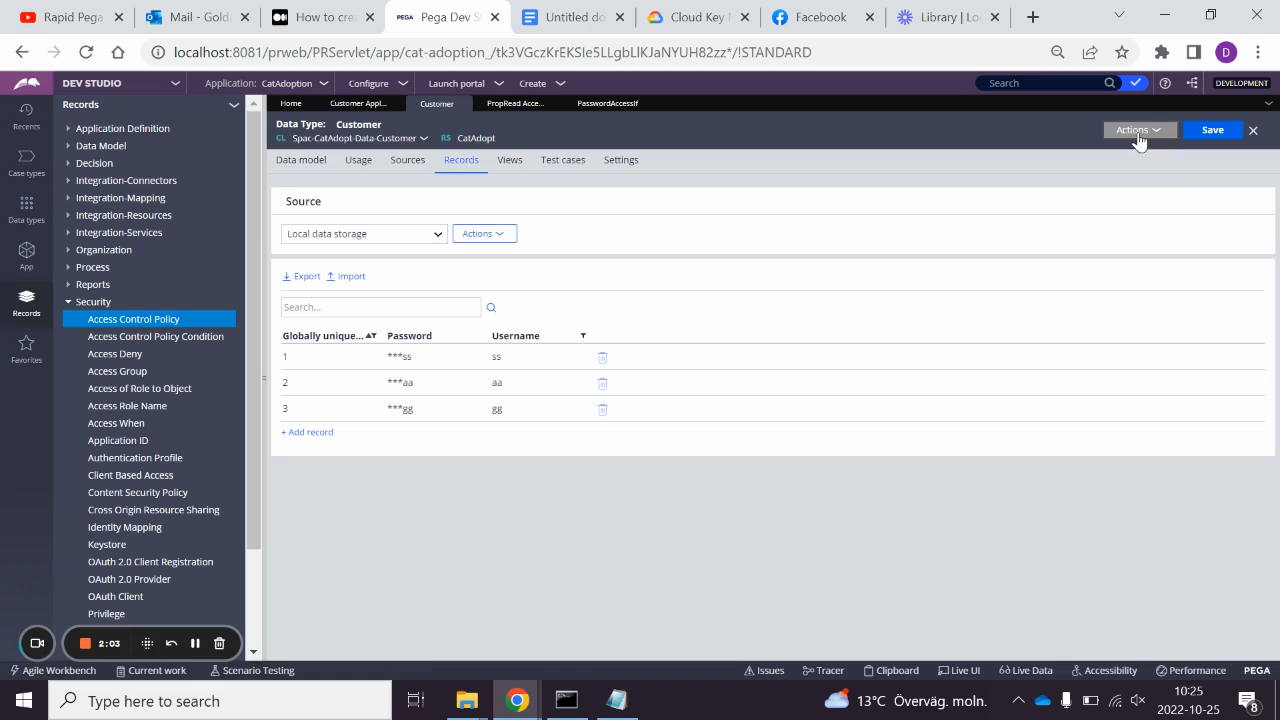 Rapid Pega
Mail - Goldi
How to crea
PEGA Pega Dev S
Untitled do
Cloud Key
Facebook
Library | Lo
localhost:8081/prweb/PRServlet/app/cat-adoption_/tk3VGczKrEKSIe5LLgbLlKJaNYUH82zz*/!STANDARD
D
DEV STUDIO
Application: CatAdoption
Configure
Launch portal
Create
Search
DEVELOPMENT
Recents
Case types
Data types
App
Records
Favorites
Records
Application Definition
Data Model
Decision
Integration-Connectors
Integration-Mapping
Integration-Resources
Integration-Services
Organization
Process
Reports
Security
Access Control Policy
Access Control Policy Condition
Access Deny
Access Group
Access of Role to Object
Access Role Name
Access When
Application ID
Authentication Profile
Client Based Access
Content Security Policy
Cross Origin Resource Sharing
Identity Mapping
Keystore
OAuth 2.0 Client Registration
OAuth 2.0 Provider
OAuth Client
Privilege
2:03
Home
Customer Appl...
Customer
PropRead Acce...
PasswordAccessIf
Data Type: Customer
CL Spac-CatAdopt-Data-Customer RS CatAdopt
Actions
Save
Data model
Usage
Sources
Records
Views
Test cases
Settings
Source
Local data storage
Actions
Export
Import
Search...
Globally unique...
Password
Username
1 ***ss ss
2 ***aa aa
3 ***gg gg
+ Add record
Agile Workbench
Current work
Scenario Testing
Issues
Tracer
Clipboard
Live UI
Live Data
Accessibility
Performance
PEGA
Type here to search
13°C Överväg. moln.
10:25
2022-10-25
8